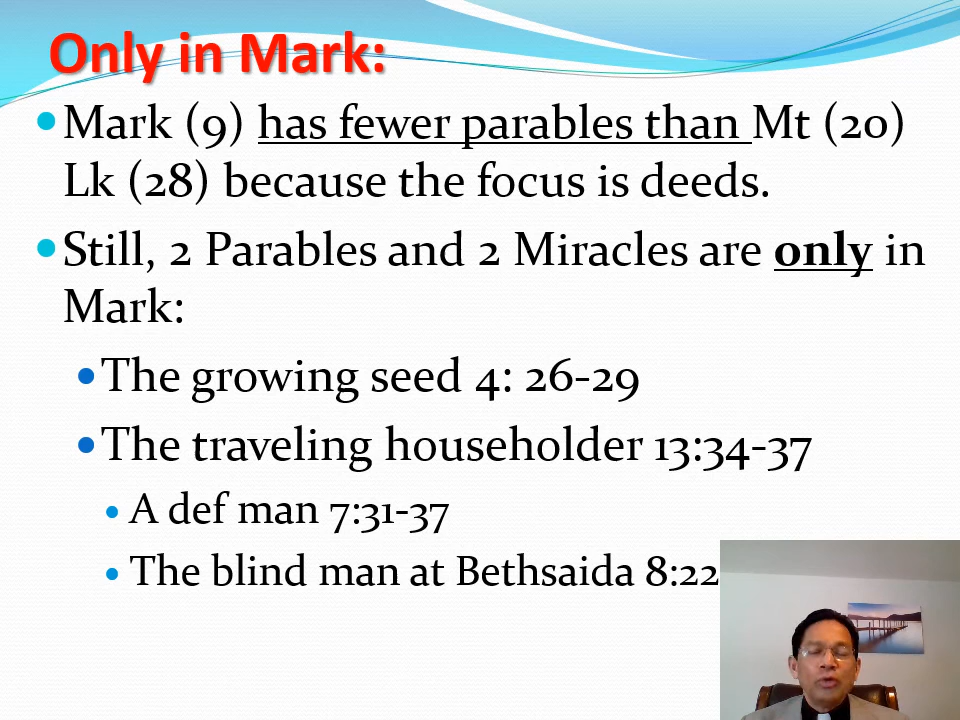 Only in Mark:
Mark (9) has fewer parables than Mt (20)
Lk (28) because the focus is deeds.
Still, 2 Parables and 2 Miracles are only in
Mark:
The growing seed 4: 26-29
The traveling householder 13:34-37
A def man 7:31-37
The blind man at Bethsaida 8:22